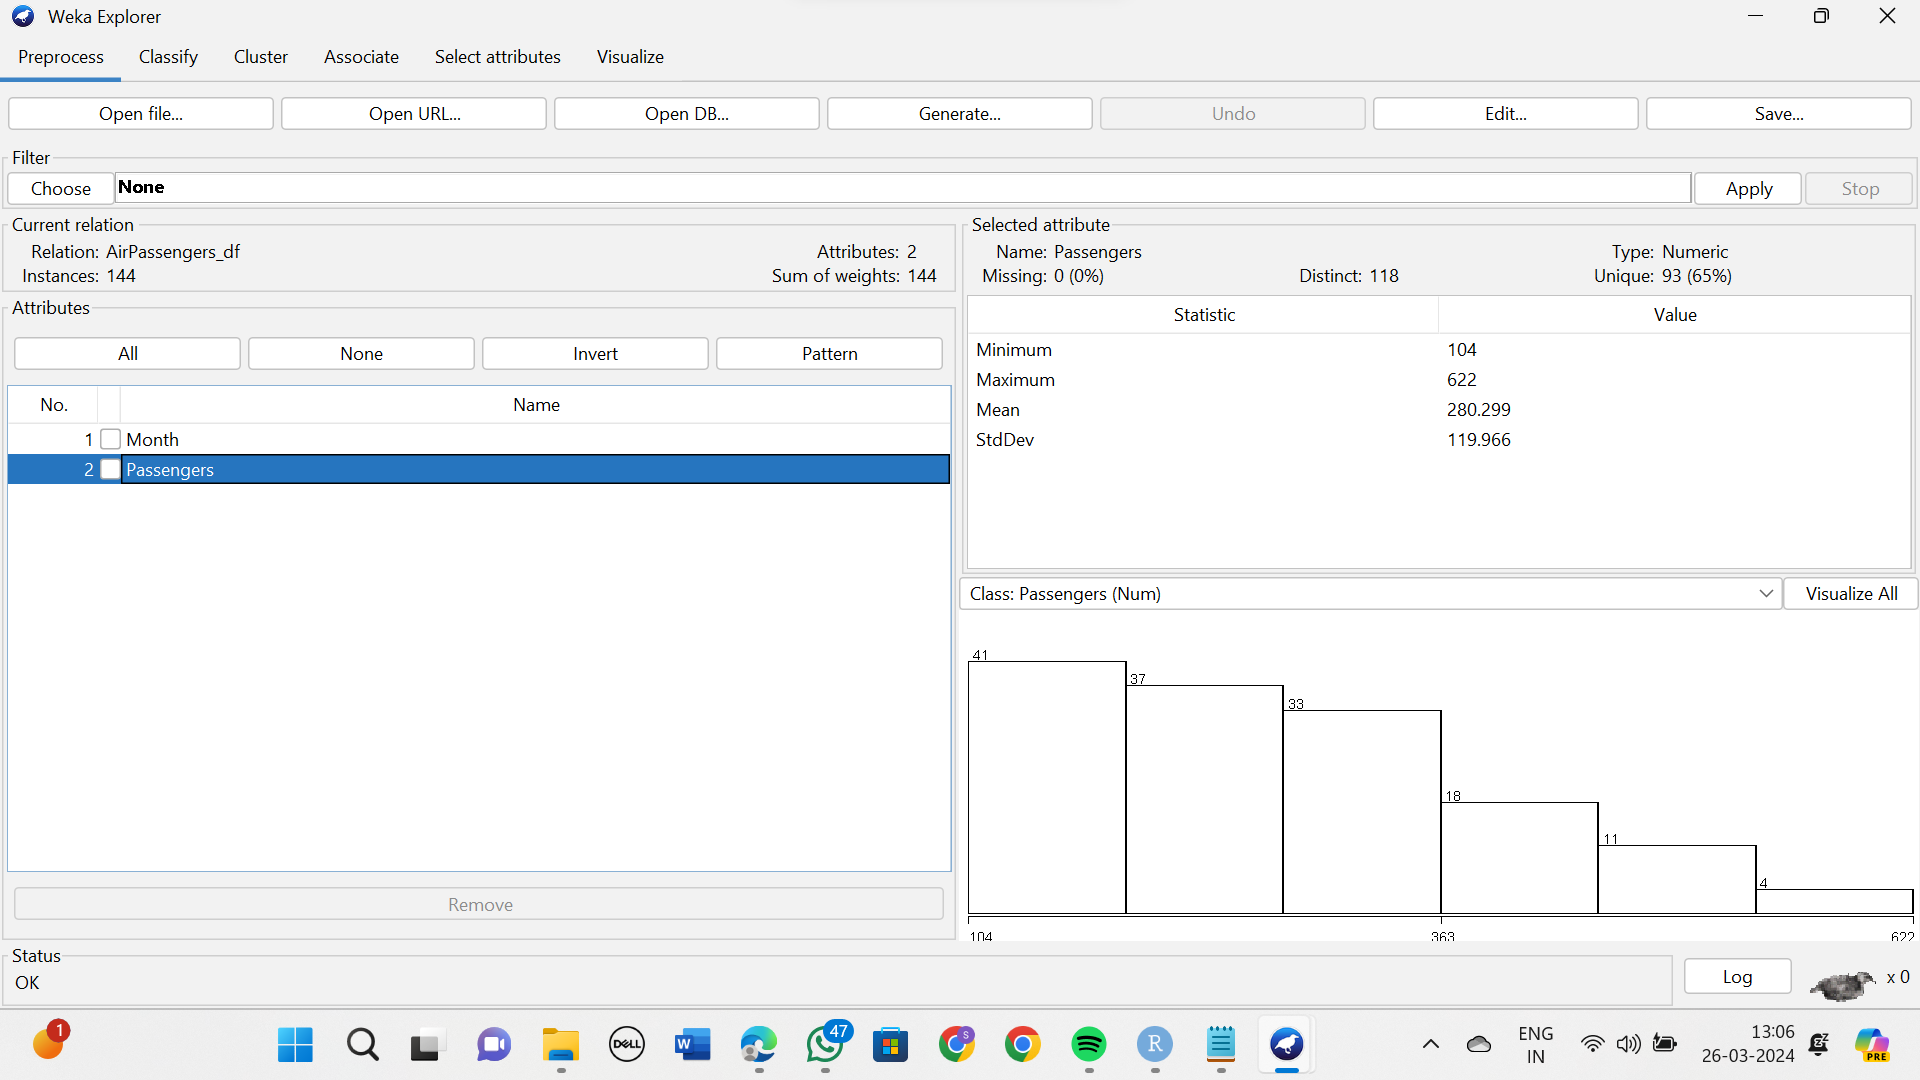 Weka Explorer
Preprocess Classify Cluster Associate Select attributes Visualize
Open file... Open URL... Open DB... Generate... Undo Edit... Save...
Filter
Choose None Apply Stop
Current relation
Relation: AirPassengers_df Attributes: 2
Instances: 144 Sum of weights: 144
Attributes
All None Invert Pattern
No. Name
1 Month
2 Passengers
Remove
Selected attribute
Name: Passengers Type: Numeric
Missing: 0 (0%) Distinct: 118 Unique: 93 (65%)
Statistic Value
Minimum 104
Maximum 622
Mean 280.299
StdDev 119.966
Class: Passengers (Num) Visualize All
41
37
33
18
11
4
104 363 622
Status
OK
Log x 0
1
DELL
W
47
S
R
ENG
IN
13:06
26-03-2024
PRE